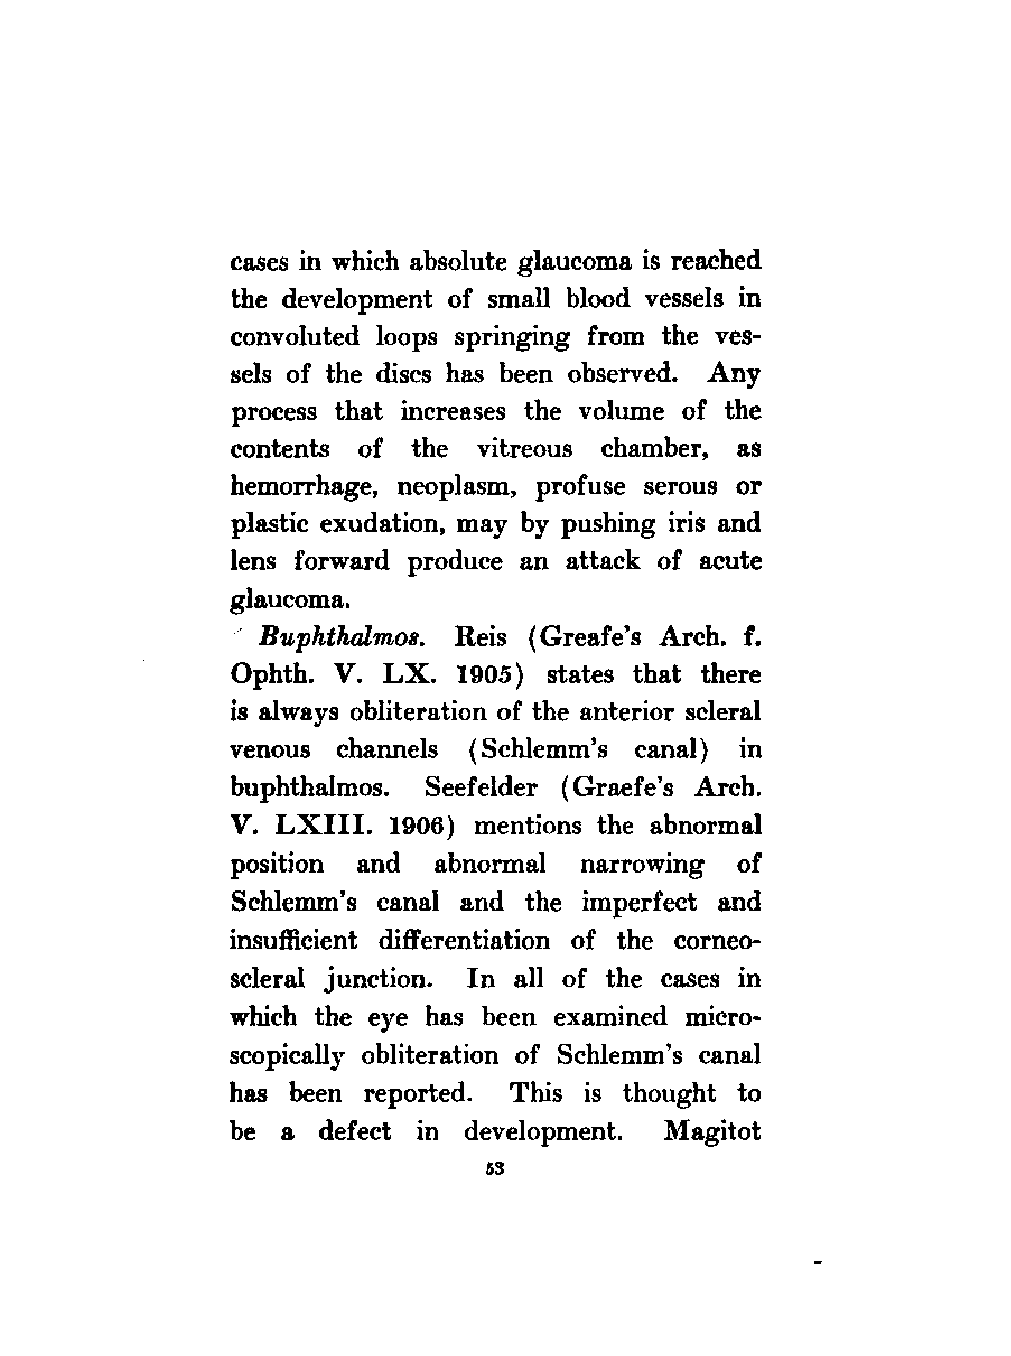 cases in which absolute glaucoma is reached
the development of small blood vessels in
convoluted loops springing from the ves-
sels of the discs has been observed. Any
process that increases the volume of the
contents of the vitreous chamber, as
hemorrhage, neoplasm, profuse serous or
plastic exudation, may by pushing iris and
lens forward produce an attack of acute
glaucoma.
Buphthalmos. Reis (Greafe's Arch. f.
Ophth. V. LX. 1905) states that there
is always obliteration of the anterior scleral
venous channels (Schlemm's canal) in
buphthalmos. Seefelder (Graefe's Arch.
V. LXIII. 1906) mentions the abnormal
position and abnormal narrowing of
Schlemm's canal and the imperfect and
insufficient differentiation of the corneo-
scleral junction. In all of the cases in
which the eye has been examined micro-
scopically obliteration of Schlemm's canal
has been reported. This is thought to
be a defect in development. Magitot
53